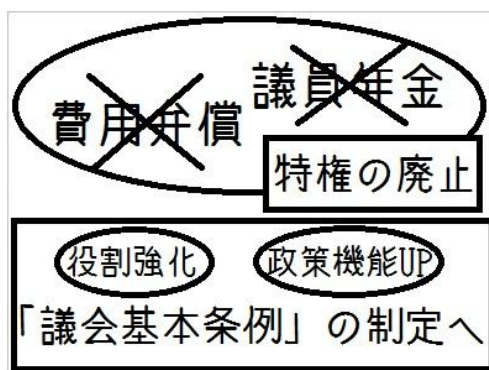 議員年金
費用弁償
特権の廃止
役割強化 政策機能UP
「議会基本条例」の制定へ